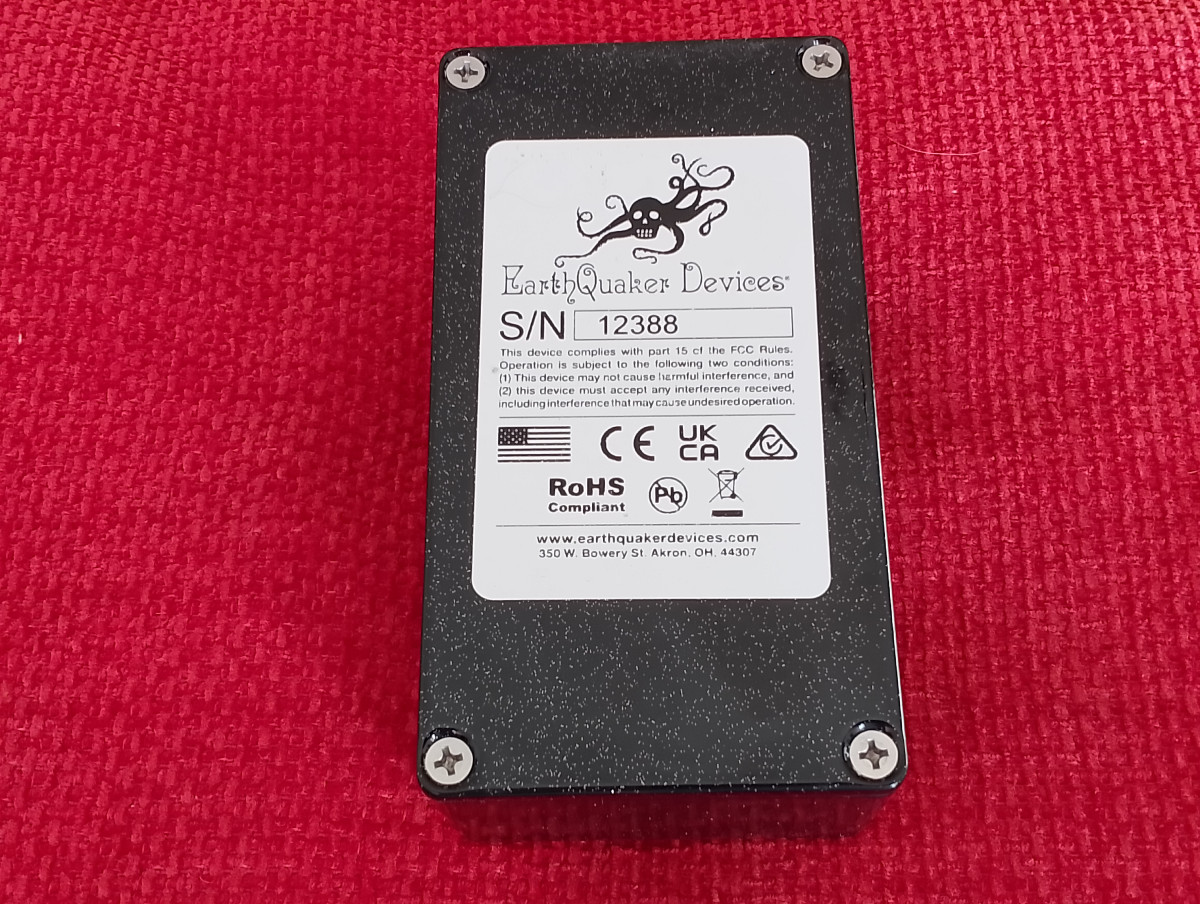 EarthQuaker Devices®
S/N 12388
This device complies with part 15 of the FCC Rules.
Operation is subject to the following two conditions:
(1) This device may not cause harmful interference, and
(2) this device must accept any interference received,
including interference that may cause undesired operation.
CE UK CA
RoHS Pb
Compliant
www.earthquakerdevices.com
350 W. Bowery St. Akron, OH, 44307